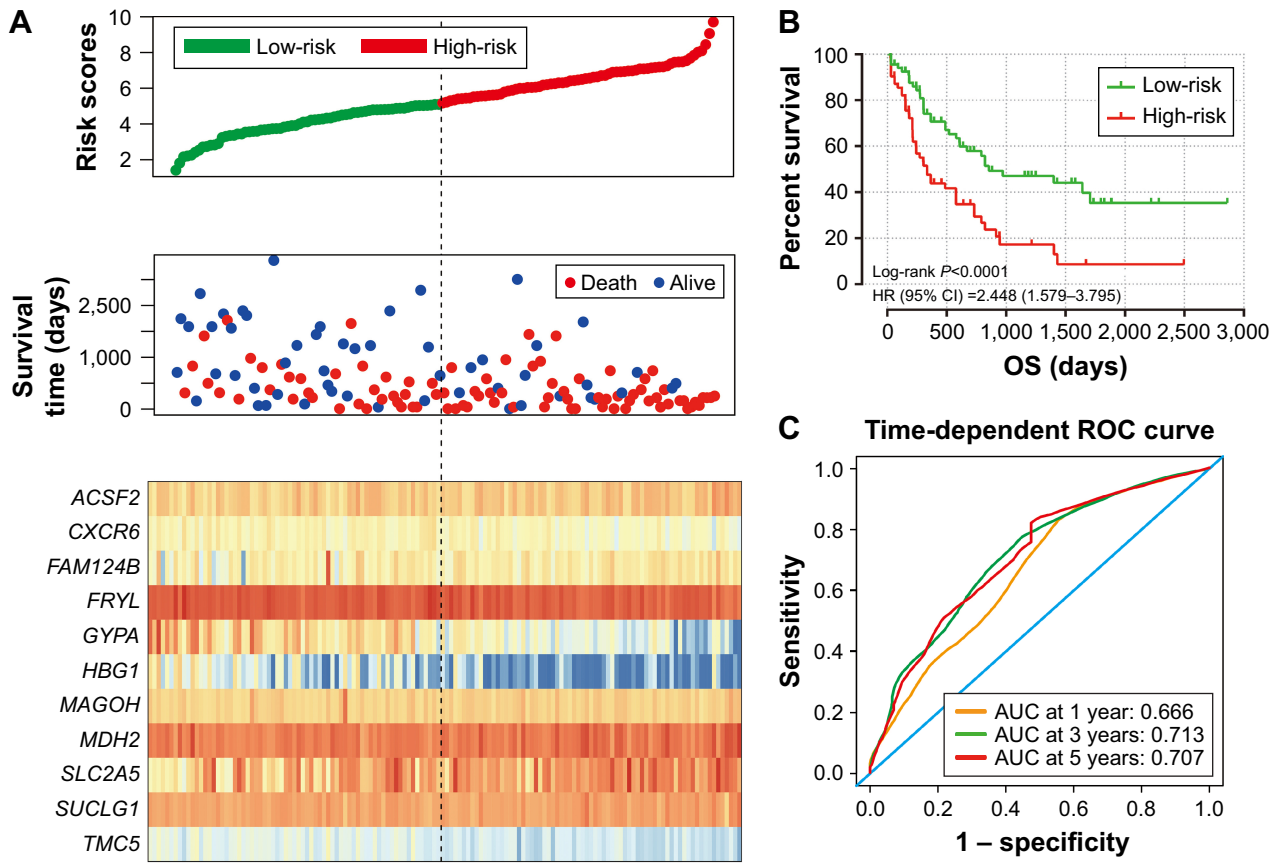 A
Risk scores
10
8
6
4
2
Low-risk
High-risk
Survival
time (days)
2,500
1,000
0
Death
Alive
ACSF2
CXCR6
FAM124B
FRYL
GYPA
HBG1
MAGOH
MDH2
SLC2A5
SUCLG1
TMC5
B
Percent survival
100
80
60
40
20
0
Low-risk
High-risk
Log-rank P<0.0001
HR (95% CI) =2.448 (1.579–3.795)
0
500
1,000
1,500
2,000
2,500
3,000
OS (days)
C
Time-dependent ROC curve
Sensitivity
1.0
0.8
0.6
0.4
0.2
0.0
AUC at 1 year: 0.666
AUC at 3 years: 0.713
AUC at 5 years: 0.707
0.0
0.2
0.4
0.6
0.8
1.0
1 – specificity